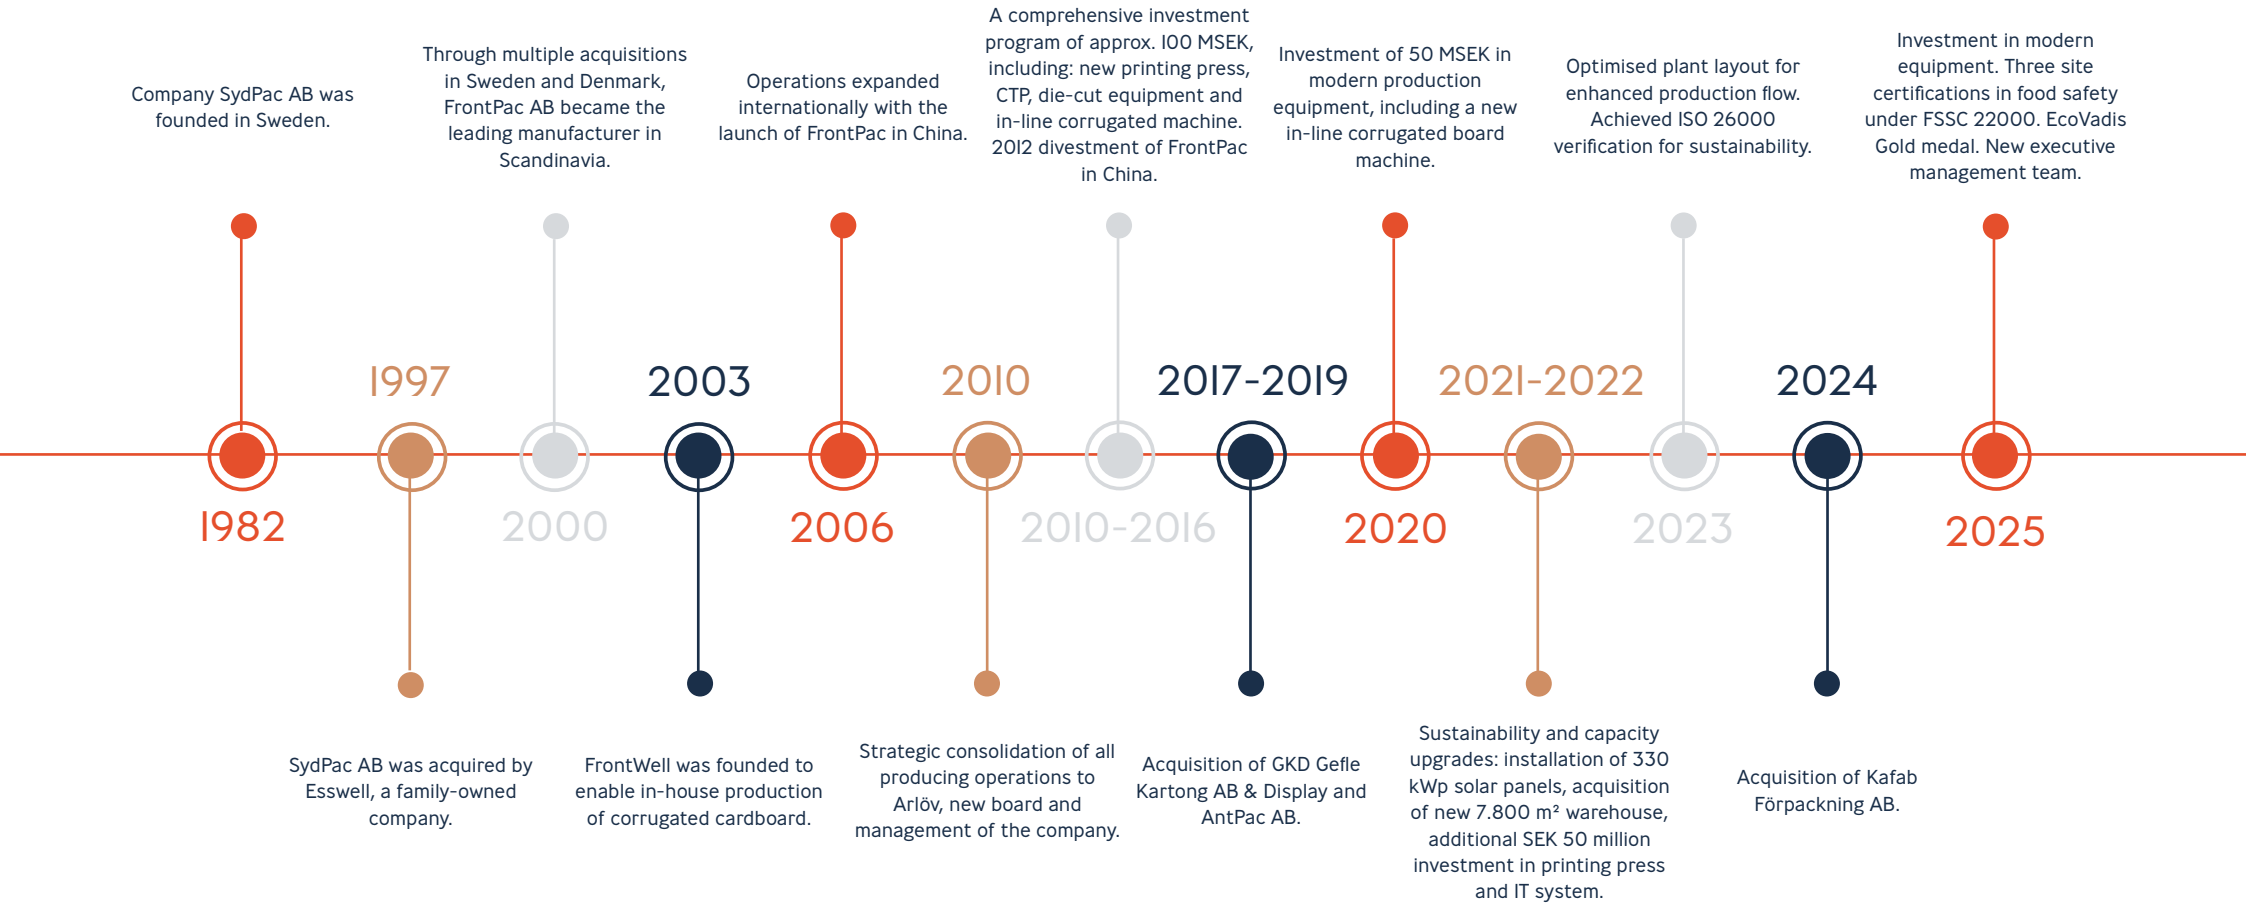 Company SydPac AB was
founded in Sweden.
Through multiple acquisitions
in Sweden and Denmark,
FrontPac AB became the
leading manufacturer in
Scandinavia.
Operations expanded
internationally with the
launch of FrontPac in China.
A comprehensive investment
program of approx. 100 MSEK,
including: new printing press,
CTP, die-cut equipment and
in-line corrugated machine.
2012 divestment of FrontPac
in China.
Investment of 50 MSEK in
modern production
equipment, including a new
in-line corrugated board
machine.
Optimised plant layout for
enhanced production flow.
Achieved ISO 26000
verification for sustainability.
Investment in modern
equipment. Three site
certifications in food safety
under FSSC 22000. EcoVadis
Gold medal. New executive
management team.
1997
2003
2010
2017-2019
2021-2022
2024
1982
2000
2006
2010-2016
2020
2023
2025
SydPac AB was acquired by
Esswell, a family-owned
company.
FrontWell was founded to
enable in-house production
of corrugated cardboard.
Strategic consolidation of all
producing operations to
Arlöv, new board and
management of the company.
Acquisition of GKD Gefle
Kartong AB & Display and
AntPac AB.
Sustainability and capacity
upgrades: installation of 330
kWp solar panels, acquisition
of new 7.800 m² warehouse,
additional SEK 50 million
investment in printing press
and IT system.
Acquisition of Kafab
Förpackning AB.